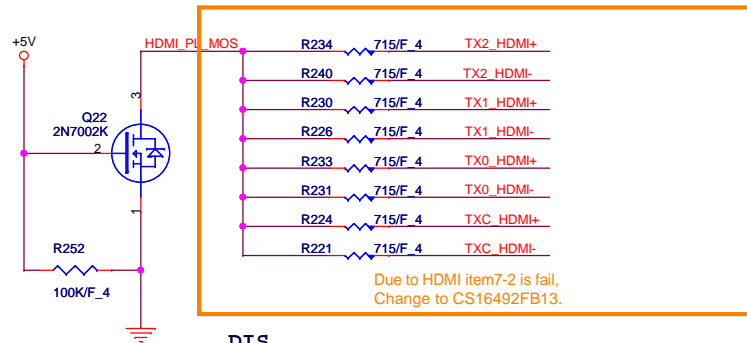 +5V
HDMI_PL_MOS
R234 715/F_4 TX2_HDMI+
R240 715/F_4 TX2_HDMI-
3
R230 715/F_4 TX1_HDMI+
Q22
2N7002K
R226 715/F_4 TX1_HDMI-
2
R233 715/F_4 TX0_HDMI+
R231 715/F_4 TX0_HDMI-
1
R224 715/F_4 TXC_HDMI+
R252
R221 715/F_4 TXC_HDMI-
100K/F_4
Due to HDMI item7-2 is fail,
Change to CS16492FB13.
DIS